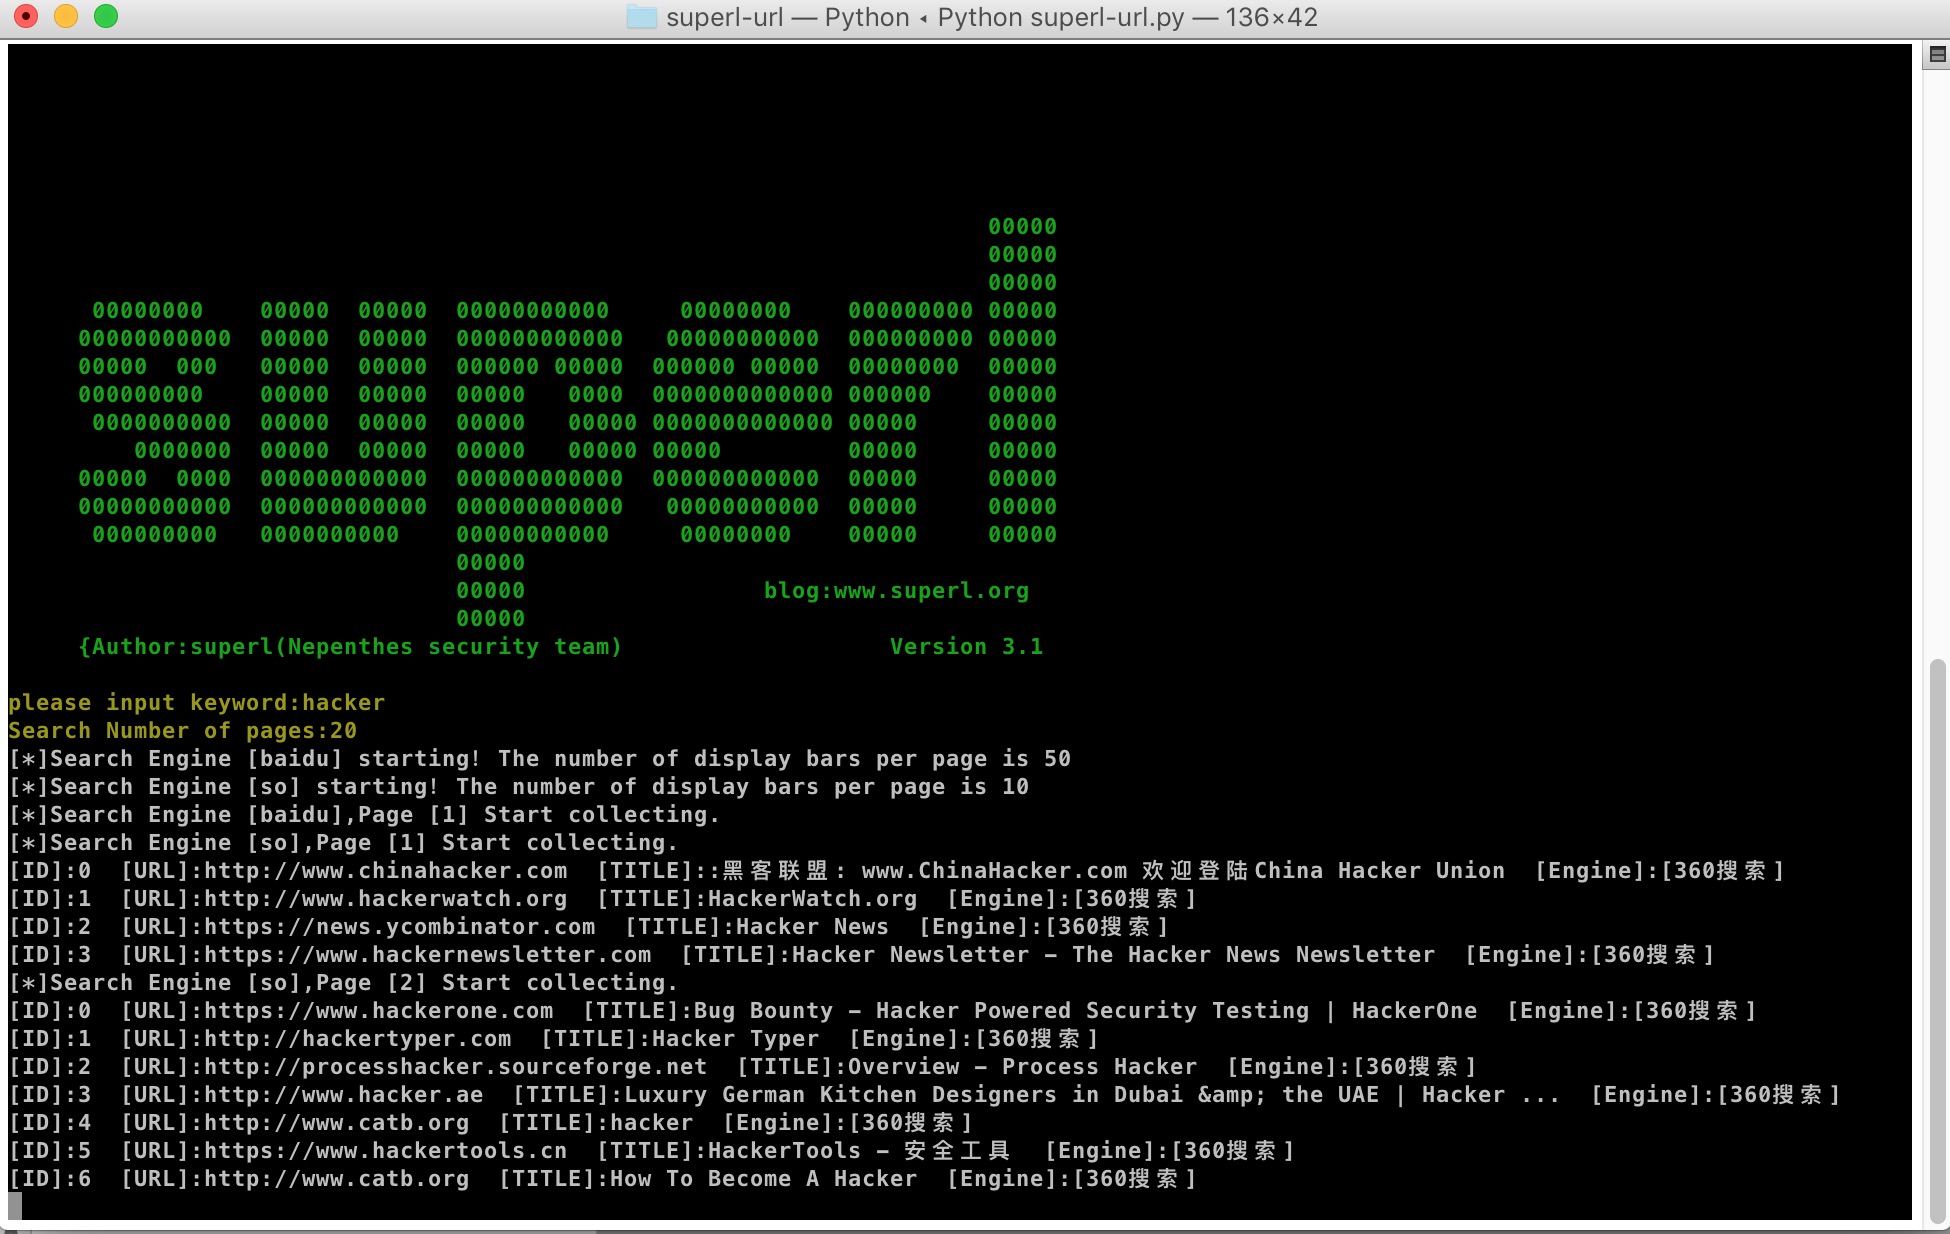 superl-url — Python ◂ Python superl-url.py — 136×42
                                                                      00000
                                                                      00000
                                                                      00000
      00000000    00000  00000  00000000000     00000000    000000000 00000
     00000000000  00000  00000  000000000000   00000000000  000000000 00000
     00000  000   00000  00000  000000 00000  000000 00000  00000000  00000
     000000000    00000  00000  00000   0000  0000000000000 000000    00000
      0000000000  00000  00000  00000   00000 0000000000000 00000     00000
         0000000  00000  00000  00000   00000 00000         00000     00000
     00000  0000  000000000000  000000000000  000000000000  00000     00000
     00000000000  000000000000  000000000000   00000000000  00000     00000
      000000000   0000000000    00000000000     00000000    00000     00000
                                00000
                                00000                 blog:www.superl.org
                                00000
     {Author:superl(Nepenthes security team)                   Version 3.1
please input keyword:hacker
Search Number of pages:20
[*]Search Engine [baidu] starting! The number of display bars per page is 50
[*]Search Engine [so] starting! The number of display bars per page is 10
[*]Search Engine [baidu],Page [1] Start collecting.
[*]Search Engine [so],Page [1] Start collecting.
[ID]:0  [URL]:http://www.chinahacker.com  [TITLE]::黑客联盟: www.ChinaHacker.com 欢迎登陆China Hacker Union  [Engine]:[360搜索]
[ID]:1  [URL]:http://www.hackerwatch.org  [TITLE]:HackerWatch.org  [Engine]:[360搜索]
[ID]:2  [URL]:https://news.ycombinator.com  [TITLE]:Hacker News  [Engine]:[360搜索]
[ID]:3  [URL]:https://www.hackernewsletter.com  [TITLE]:Hacker Newsletter – The Hacker News Newsletter  [Engine]:[360搜索]
[*]Search Engine [so],Page [2] Start collecting.
[ID]:0  [URL]:https://www.hackerone.com  [TITLE]:Bug Bounty – Hacker Powered Security Testing | HackerOne  [Engine]:[360搜索]
[ID]:1  [URL]:http://hackertyper.com  [TITLE]:Hacker Typer  [Engine]:[360搜索]
[ID]:2  [URL]:http://processhacker.sourceforge.net  [TITLE]:Overview – Process Hacker  [Engine]:[360搜索]
[ID]:3  [URL]:http://www.hacker.ae  [TITLE]:Luxury German Kitchen Designers in Dubai &amp; the UAE | Hacker ...  [Engine]:[360搜索]
[ID]:4  [URL]:http://www.catb.org  [TITLE]:hacker  [Engine]:[360搜索]
[ID]:5  [URL]:https://www.hackertools.cn  [TITLE]:HackerTools – 安全工具  [Engine]:[360搜索]
[ID]:6  [URL]:http://www.catb.org  [TITLE]:How To Become A Hacker  [Engine]:[360搜索]